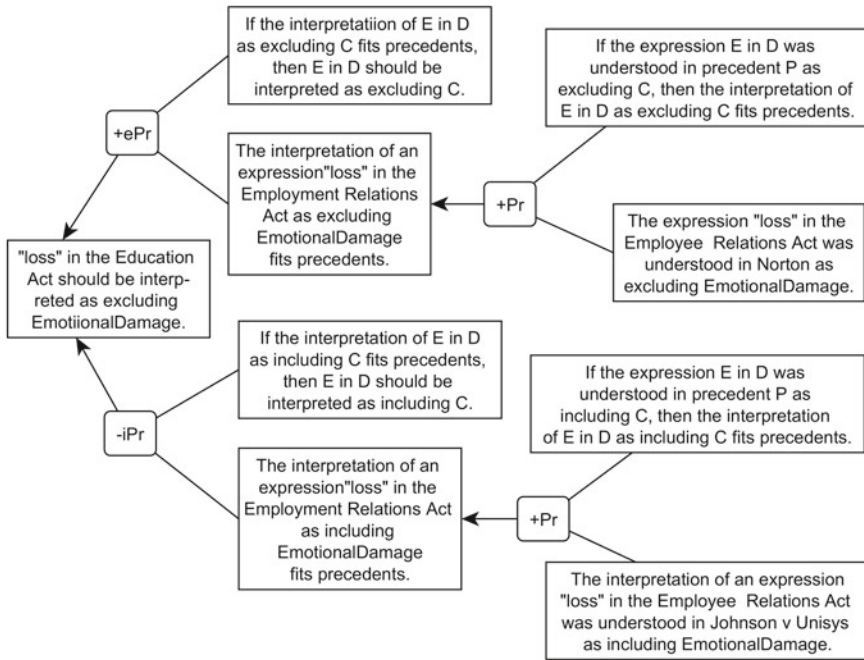 If the interpretatiion of E in D
as excluding C fits precedents,
then E in D should be
interpreted as excluding C.
+ePr
The interpretation of an
expression"loss" in the
Employment Relations
Act as excluding
EmotionalDamage
fits precedents.
If the expression E in D was
understood in precedent P as
excluding C, then the interpretation of
E in D as excluding C fits precedents.
+Pr
The expression "loss" in the
Employee Relations Act was
understood in Norton as
excluding EmotionalDamage.
"loss" in the Education
Act should be interp-
reted as excluding
EmotiionalDamage.
If the interpretation of E in D
as including C fits precedents,
then E in D should be
interpreted as including C.
-iPr
The interpretation of an
expression"loss" in the
Employment Relations Act
as including
EmotionalDamage
fits precedents.
If the expression E in D was
understood in precedent P as
including C, then the interpretation
of E in D as including C fits precedents.
+Pr
The interpretation of an expression
"loss" in the Employee Relations Act
was understood in Johnson v Unisys
as including EmotionalDamage.